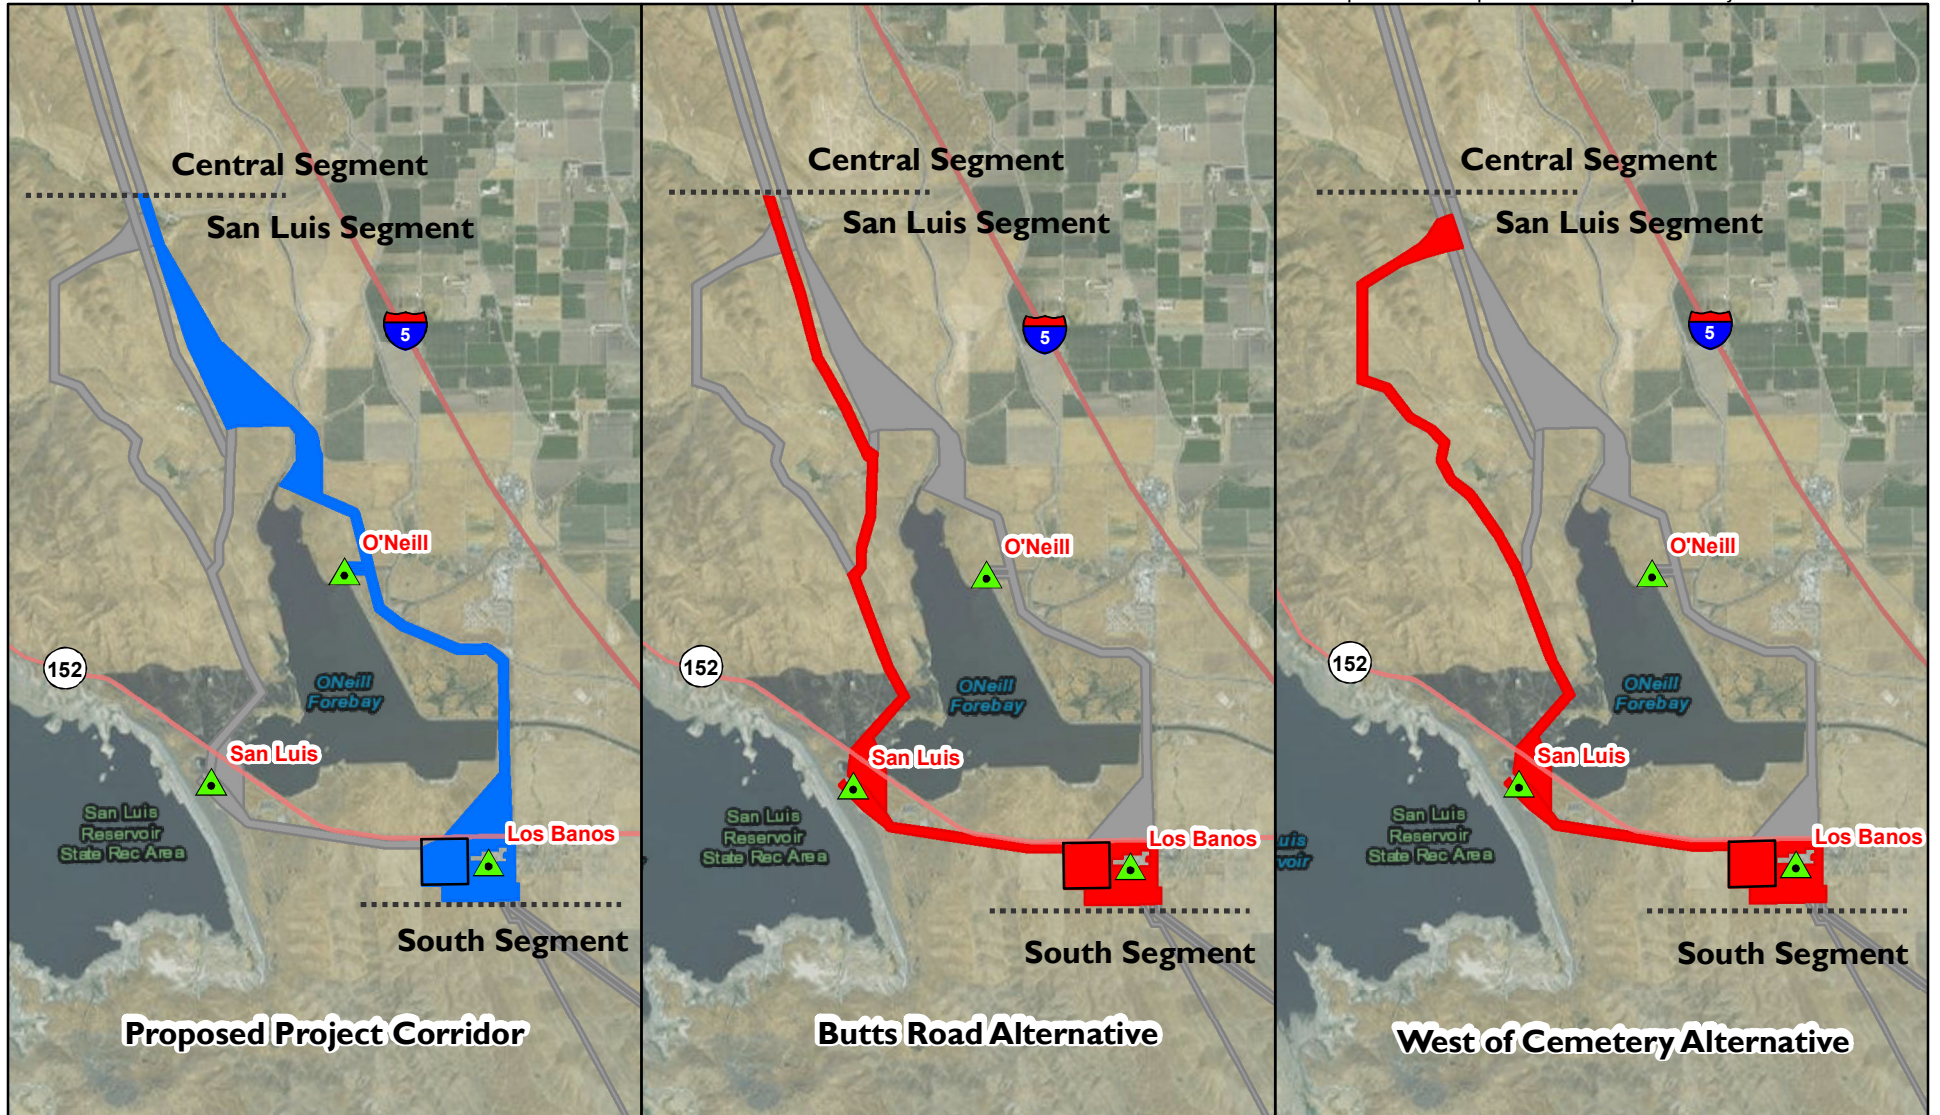 Central Segment
San Luis Segment
5
O'Neill
152
ONeill
Forebay
San Luis
San Luis
Reservoir
State Rec Area
Los Banos
South Segment
Proposed Project Corridor
Central Segment
San Luis Segment
5
O'Neill
152
ONeill
Forebay
San Luis
San Luis
Reservoir
State Rec Area
Los Banos
South Segment
Butts Road Alternative
Central Segment
San Luis Segment
5
O'Neill
152
ONeill
Forebay
San Luis
San Luis
Reservoir
State Rec Area
Los Banos
South Segment
West of Cemetery Alternative